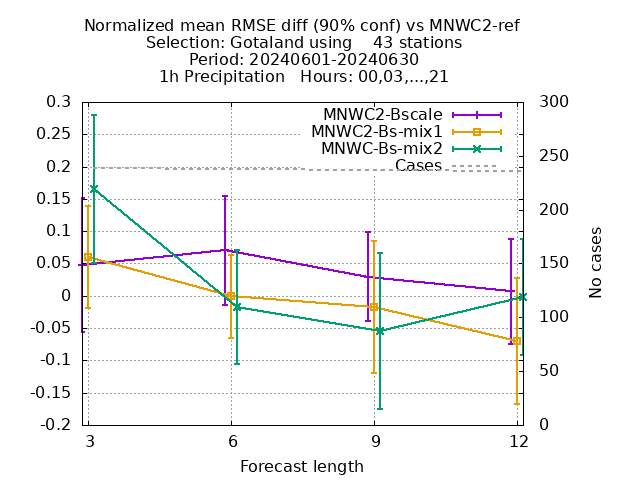 Normalized mean RMSE diff (90% conf) vs MNWC2-ref
Selection: Gotaland using    43 stations
Period: 20240601-20240630
1h Precipitation   Hours: 00,03,...,21
0.3
0.25
0.2
0.15
0.1
0.05
0
-0.05
-0.1
-0.15
-0.2
MNWC2-Bscale
MNWC2-Bs-mix1
MNWC-Bs-mix2
Cases
300
250
200
150
100
50
0
No cases
3 6 9 12
Forecast length